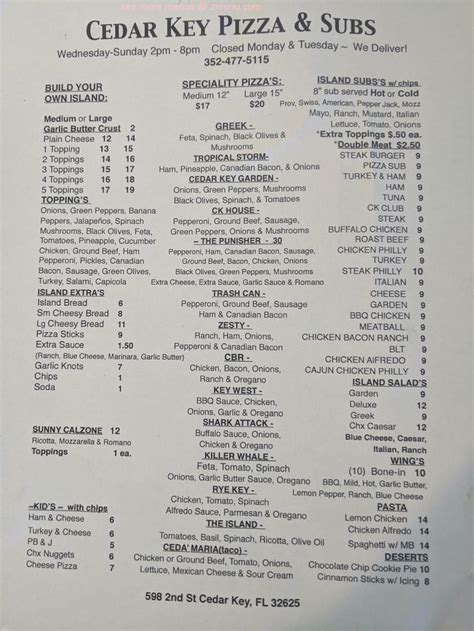 CEDAR KEY PIZZA & SUBS
Wednesday-Sunday 2pm - 8pm Closed Monday & Tuesday ~ We Deliver!
352-477-5115
BUILD YOUR
OWN ISLAND:
Medium or Large
Garlic Butter Crust 2
Plain Cheese 12 14
1 Topping 13 15
2 Toppings 14 16
3 Toppings 15 17
4 Toppings 16 18
5 Toppings 17 19
TOPPING'S
Onions, Green Peppers, Banana
Peppers, Jalapeños, Spinach
Mushrooms, Black Olives, Feta,
Tomatoes, Pineapple, Cucumber
Chicken, Ground Beef, Ham
Pepperoni, Pickles, Canadian
Bacon, Sausage, Green Olives,
Turkey, Salami, Capicola
ISLAND EXTRA'S
Island Bread 6
Sm Cheesy Bread 8
Lg Cheesy Bread 11
Pizza Sticks 9
Extra Sauce 1.50
(Ranch, Blue Cheese, Marinara, Garlic Butter)
Garlic Knots 6
Chips 1
Soda 1
SUNNY CALZONE 12
Ricotta, Mozzarella & Romano
Toppings 1 ea.
~KID'S ~ with chips
Ham & Cheese 6
Turkey & Cheese 6
PB & J 5
Chx Nuggets 6
Cheese Pizza 7
SPECIALITY PIZZA'S:
Medium 12" Large 15"
$17 $20
GREEK -
Feta, Spinach, Black Olives &
Mushrooms
TROPICAL STORM-
Ham, Pineapple, Canadian Bacon & Onions
CEDAR KEY GARDEN -
Onions, Green Peppers, Mushrooms,
Black Olives, Spinach, & Tomatoes
CK HOUSE -
Pepperoni, Ground Beef, Sausage,
Green Peppers, Onions & Mushrooms
~ THE PUNISHER - 30
Pepperoni, Ham, Canadian Bacon, Sausage,
Ground Beef, Bacon, Chicken, Onions,
Black Olives, Green Peppers, Mushrooms,
Extra Cheese, Extra Sauce, Garlic Sauce & Romano
TRASH CAN -
Pepperoni, Ground Beef, Sausage,
ZESTY -
Ranch, Ham, Onions,
Pepperoni & Canadian Bacon
CBR -
Chicken, Bacon, Onions,
Ranch & Oregano
KEY WEST -
BBQ Sauce, Chicken,
Onions, Garlic & Oregano
SHARK ATTACK -
Buffalo Sauce, Chicken,
Onions & Oregano
KILLER WHALE -
Feta, Tomato, Spinach
Onions, Garlic Butter Sauce, Oregano
RYE KEY -
Chicken, Tomato, Spinach
Alfredo Sauce, Parmesan & Oregano
THE ISLAND -
Onions, Tomato, Basil, Spinach, Ricotta, Olive Oil
CEDA' MARIA(taco) -
Chicken or Ground Beef, Tomato, Onions
Lettuce, Mexican Cheese & Sour Cream
ISLAND SUBS'S w/ chips
8" sub served Hot or Cold
Prov, Swiss, American, Pepper Jack, Mozz
Mayo, Ranch, Mustard, Italian
Lettuce, Tomato, Onions
*Extra Toppings $.50 ea.
*Double Meat $2.50
STEAK BURGER 9
PIZZA SUB 9
TURKEY & HAM 9
HAM 9
TUNA 9
CK CLUB 9
STEAK 9
BUFFALO CHICKEN 9
ROAST BEEF 9
CHICKEN PHILLY 9
TURKEY 9
STEAK PHILLY 10
ITALIAN 9
CHEESE 9
GARDEN 9
BBQ CHICKEN 9
MEATBALL 9
CHICKEN BACON RANCH 9
BLT 9
CHICKEN ALFREDO 9
CAJUN CHICKEN PHILLY 9
ISLAND SALAD'S
Garden 9
Deluxe 12
Greek 9
Chx Caesar 12
Blue Cheese, Caesar,
Italian, Ranch
WING'S
(10) Bone-in 10
BBQ, Mild, Hot, Garlic Butter,
Lemon Pepper, Ranch, Blue Cheese
PASTA
Lemon Chicken 14
Chicken Alfredo 14
Spaghetti w/ MB 14
DESERTS
Chocolate Chip Cookie Pie 10
Cinnamon Sticks w/ Icing 8
598 2nd St Cedar Key, FL 32625